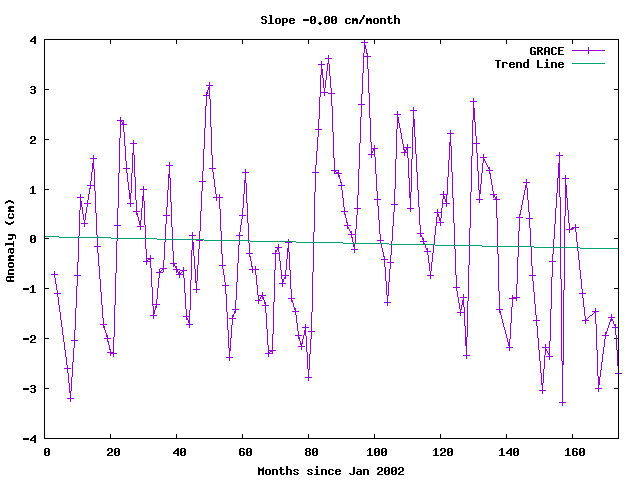 Slope -0.00 cm/month
GRACE
Trend Line
4
3
2
1
0
-1
-2
-3
-4
Anomaly (cm)
0 20 40 60 80 100 120 140 160
Months since Jan 2002